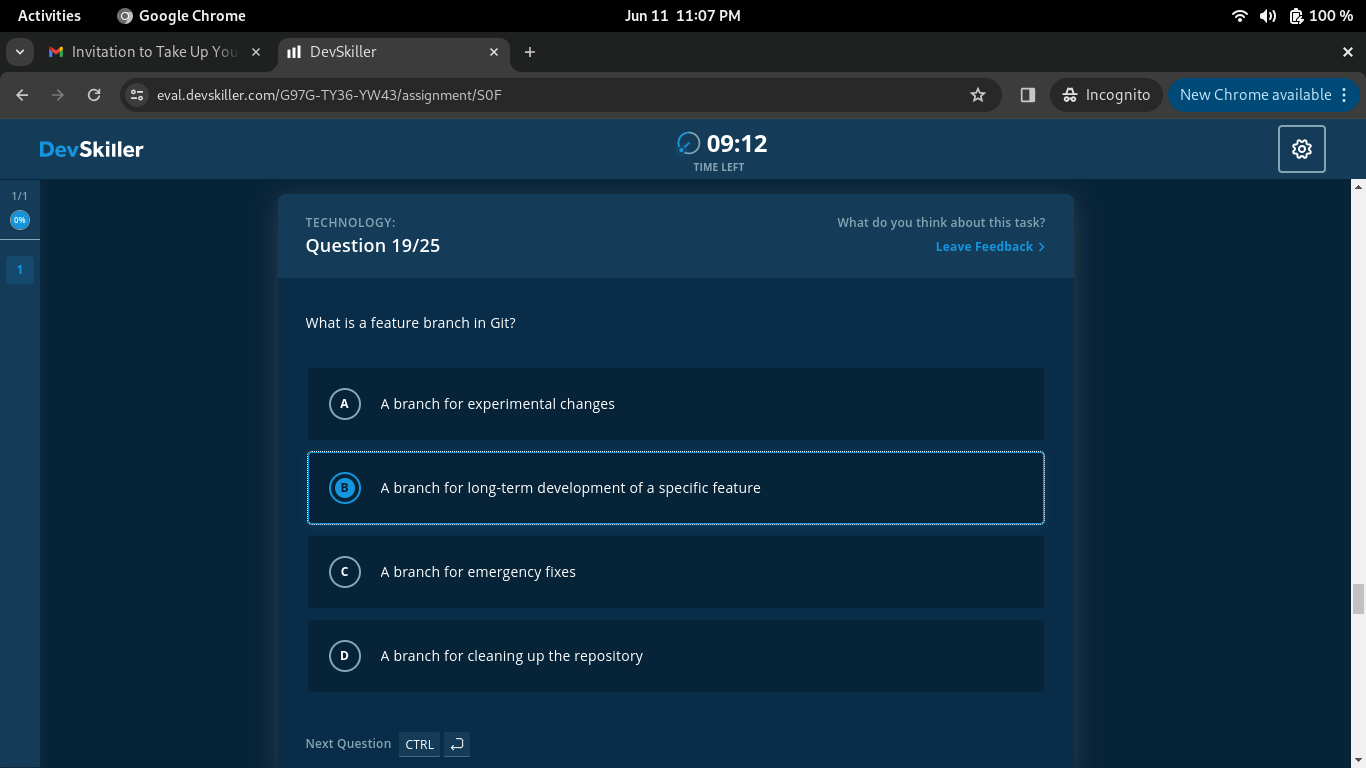 Activities Google Chrome Jun 11 11:07 PM 100 %
Invitation to Take Up You DevSkiller
eval.devskiller.com/G97G-TY36-YW43/assignment/S0F Incognito New Chrome available
DevSkiller 09:12
TIME LEFT
1/1
0%
1
TECHNOLOGY: What do you think about this task?
Question 19/25 Leave Feedback
What is a feature branch in Git?
A A branch for experimental changes
B A branch for long-term development of a specific feature
C A branch for emergency fixes
D A branch for cleaning up the repository
Next Question CTRL